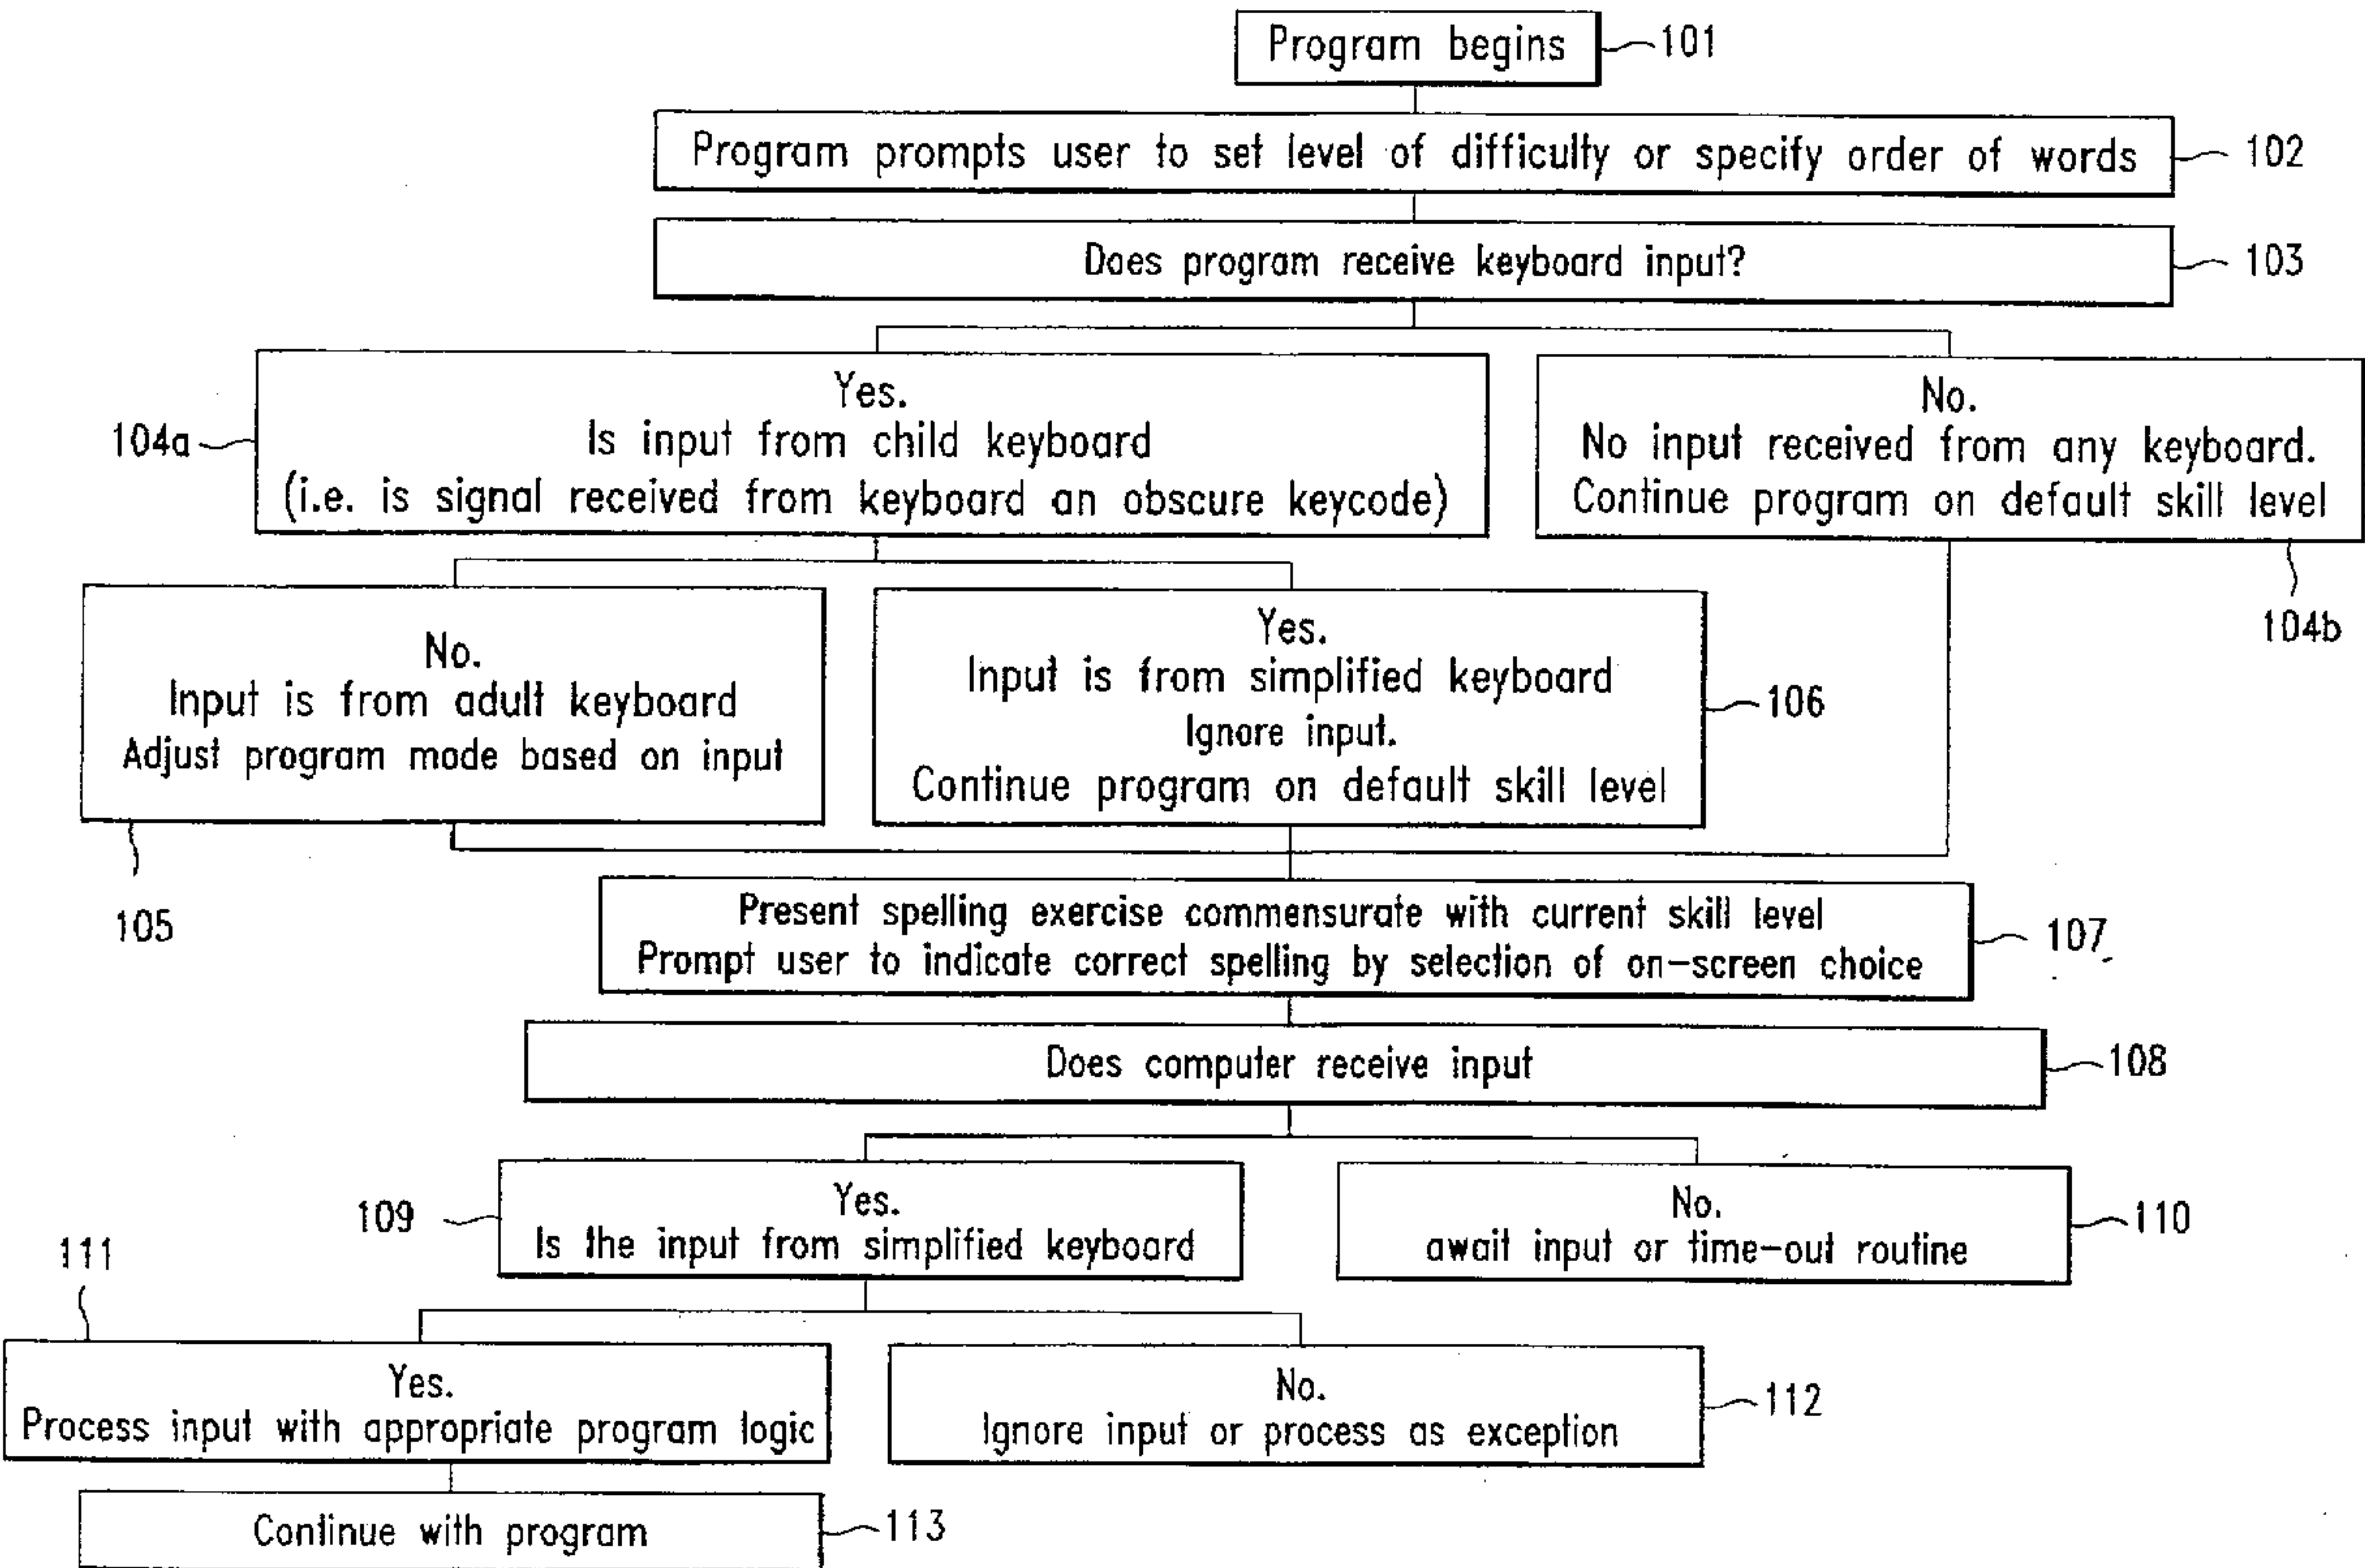 Program begins
101
Program prompts user to set level of difficulty or specify order of words
102
Does program receive keyboard input?
103
Yes.
Is input from child keyboard
(i.e. is signal received from keyboard an obscure keycode)
104a
No.
No input received from any keyboard.
Continue program on default skill level
104b
No.
Input is from adult keyboard
Adjust program mode based on input
105
Yes.
Input is from simplified keyboard
Ignore input.
Continue program on default skill level
106
Present spelling exercise commensurate with current skill level
Prompt user to indicate correct spelling by selection of on-screen choice
107
Does computer receive input
108
109
Yes.
Is the input from simplified keyboard
No.
await input or time-out routine
110
111
Yes.
Process input with appropriate program logic
No.
Ignore input or process as exception
112
Continue with program
113